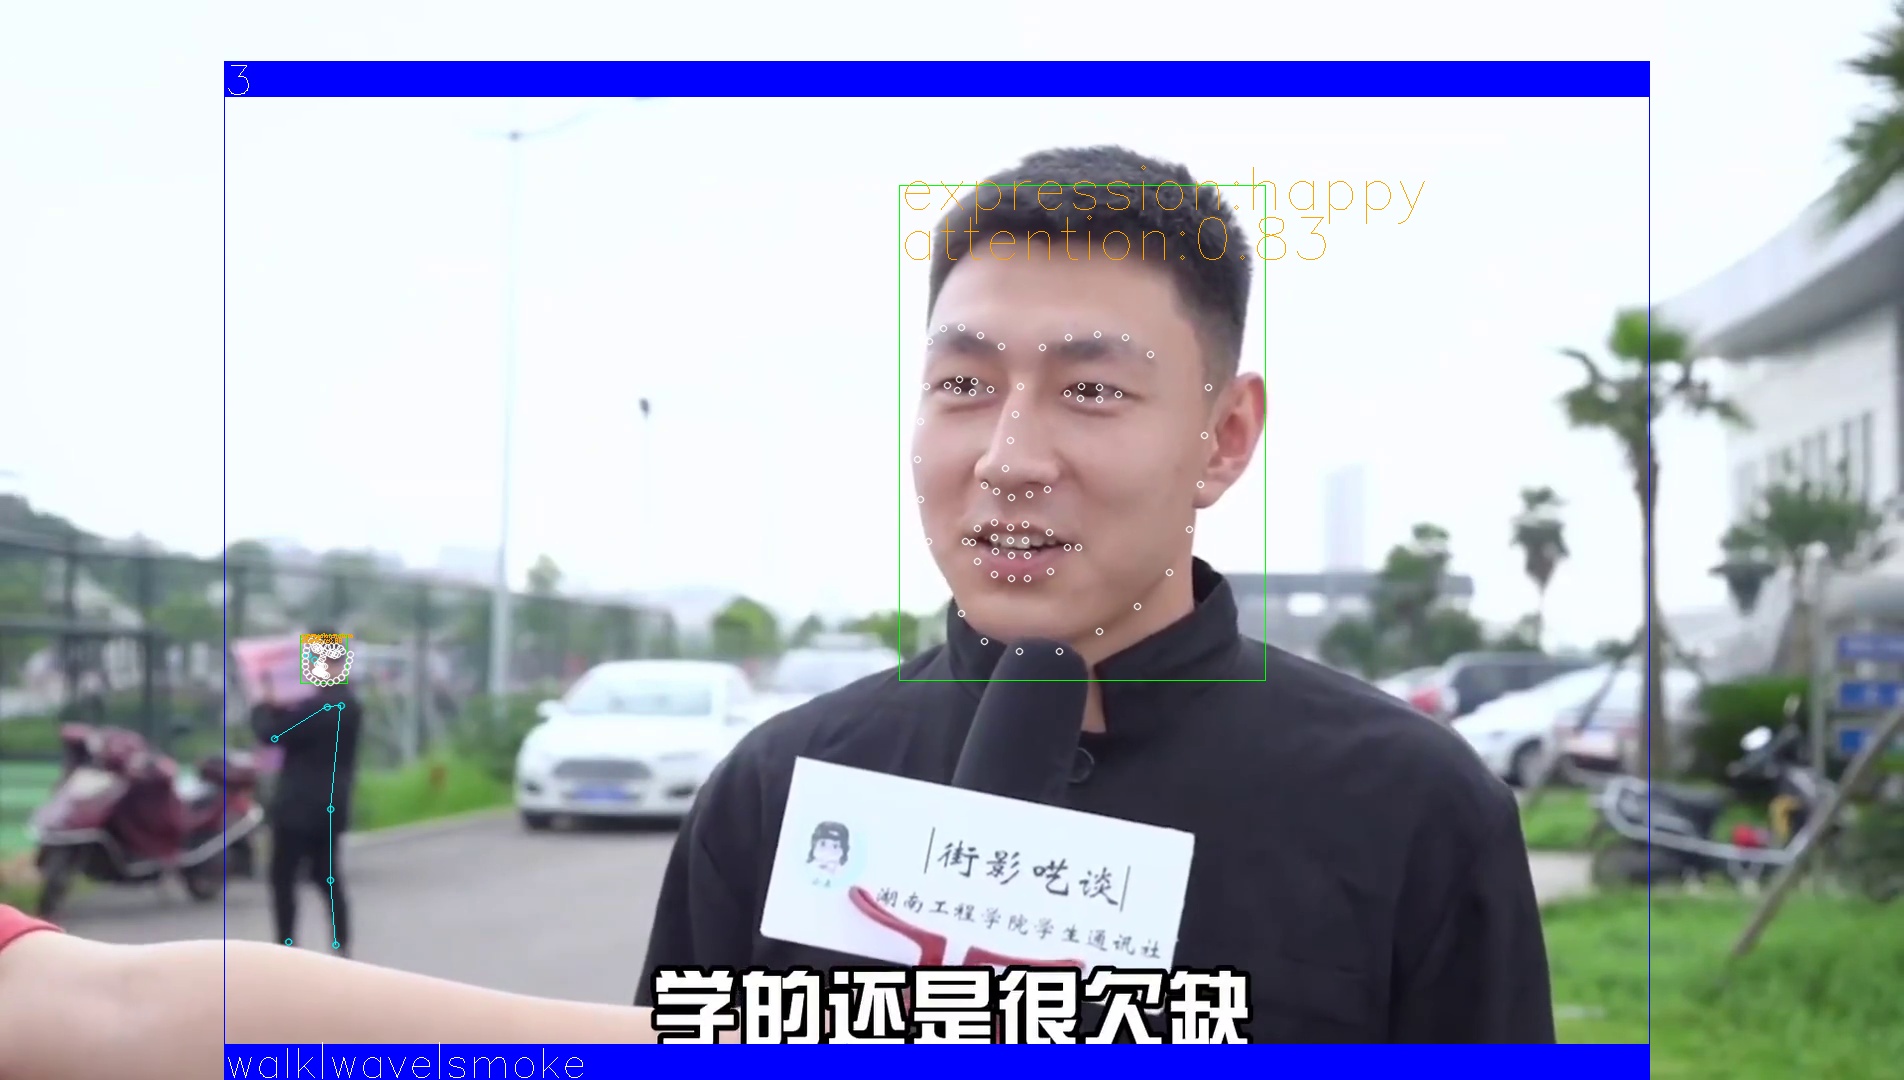 3
expression:happy
attention:0.83
街影呓谈
湖南工程学院学生通讯社
学的还是很欠缺
walk|wave|smoke